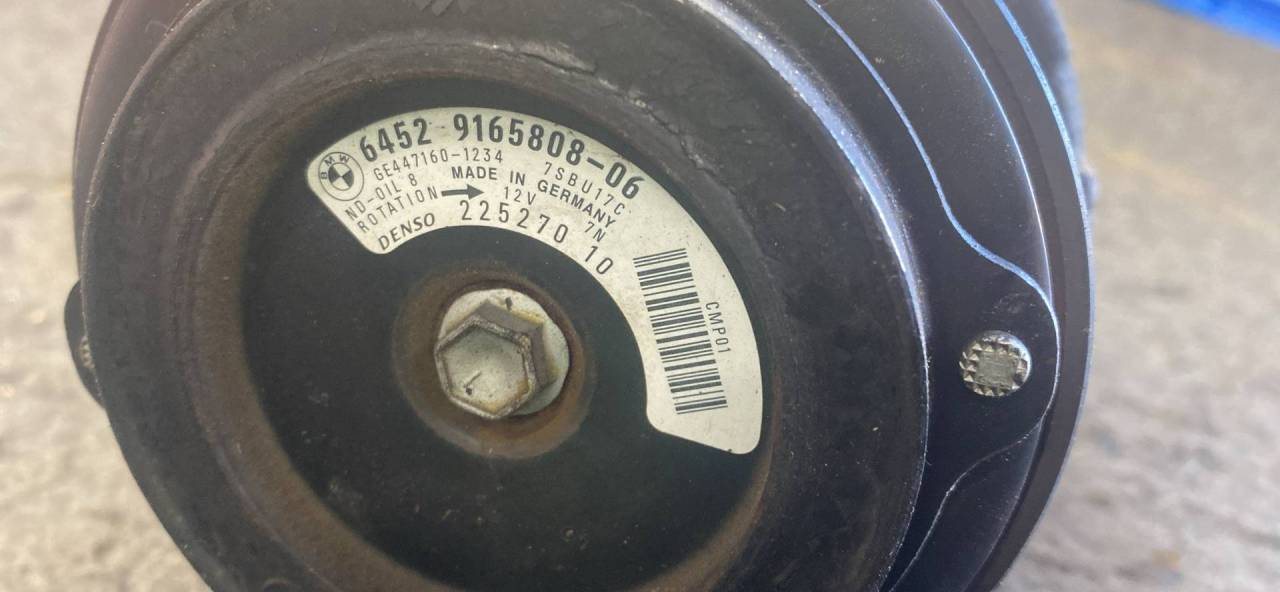 BMW
6452 9165808-06
GE447160-1234 7SBU17C
ND-OIL 8 MADE IN GERMANY
ROTATION → 12V 7N
DENSO 225270 10
CMP01